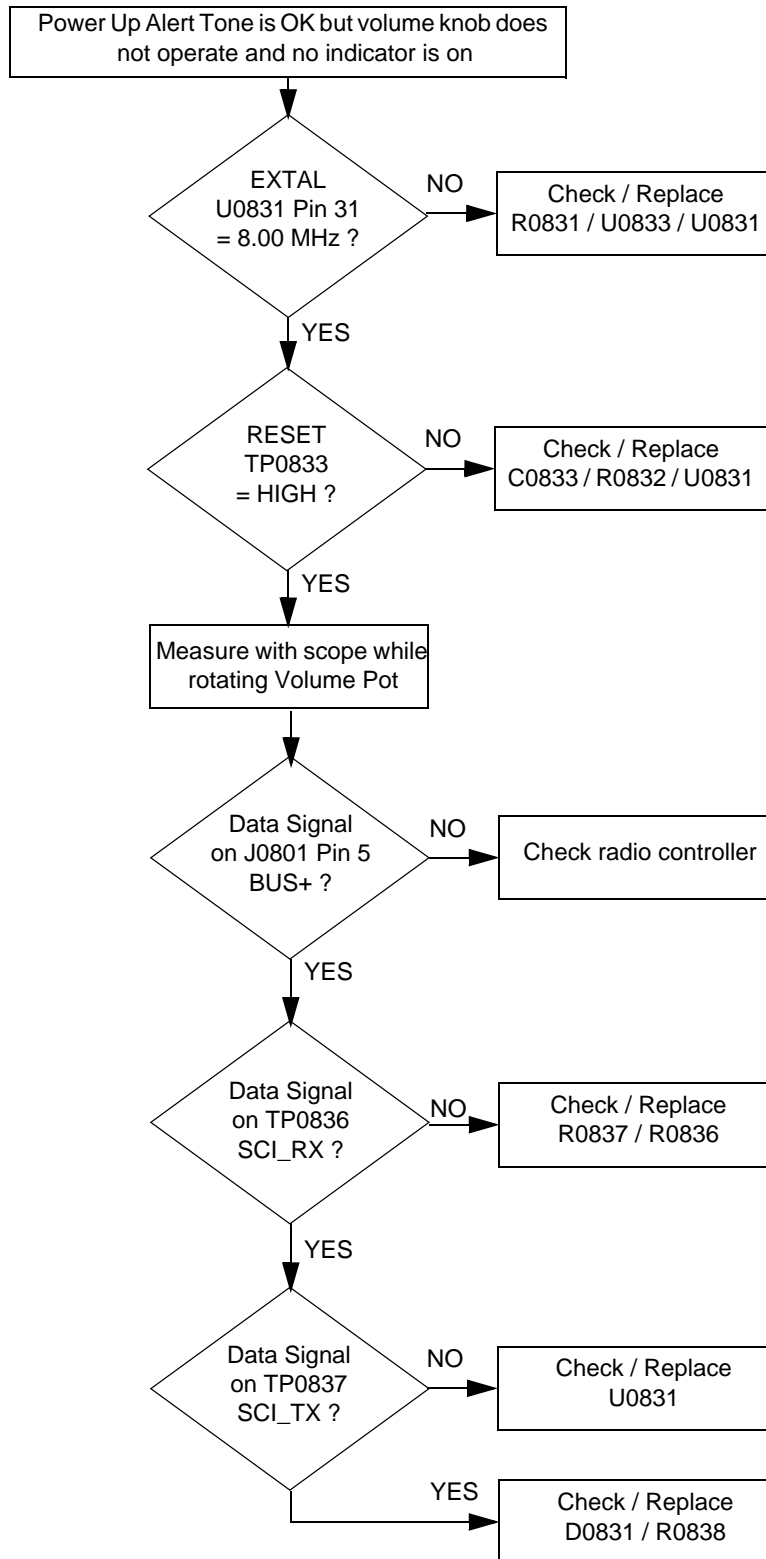 Power Up Alert Tone is OK but volume knob does
not operate and no indicator is on
EXTAL
U0831 Pin 31
= 8.00 MHz ?
NO
Check / Replace
R0831 / U0833 / U0831
YES
RESET
TP0833
= HIGH ?
NO
Check / Replace
C0833 / R0832 / U0831
YES
Measure with scope while
rotating Volume Pot
Data Signal
on J0801 Pin 5
BUS+ ?
NO
Check radio controller
YES
Data Signal
on TP0836
SCI_RX ?
NO
Check / Replace
R0837 / R0836
YES
Data Signal
on TP0837
SCI_TX ?
NO
Check / Replace
U0831
YES
Check / Replace
D0831 / R0838